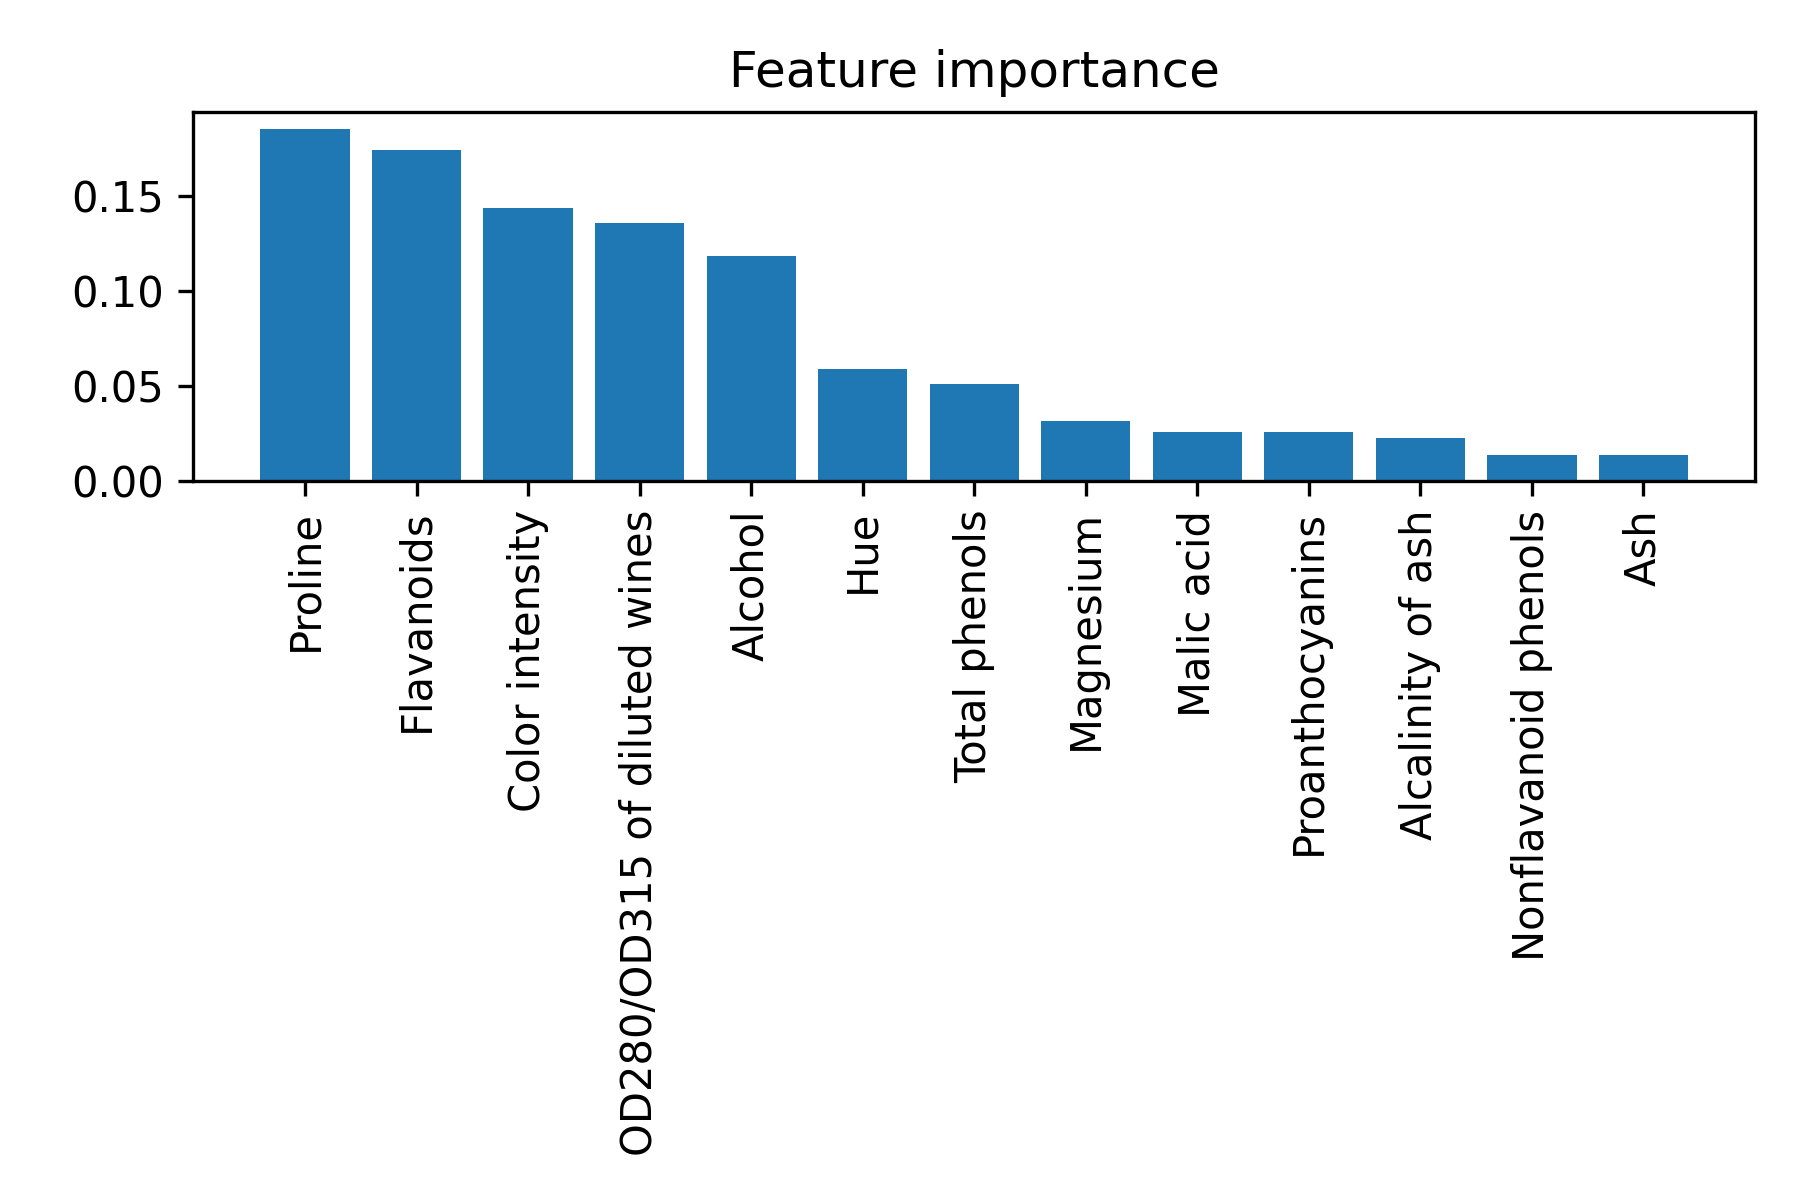 Feature importance
0.15
0.10
0.05
0.00
Proline
Flavanoids
Color intensity
OD280/OD315 of diluted wines
Alcohol
Hue
Total phenols
Magnesium
Malic acid
Proanthocyanins
Alcalinity of ash
Nonflavanoid phenols
Ash